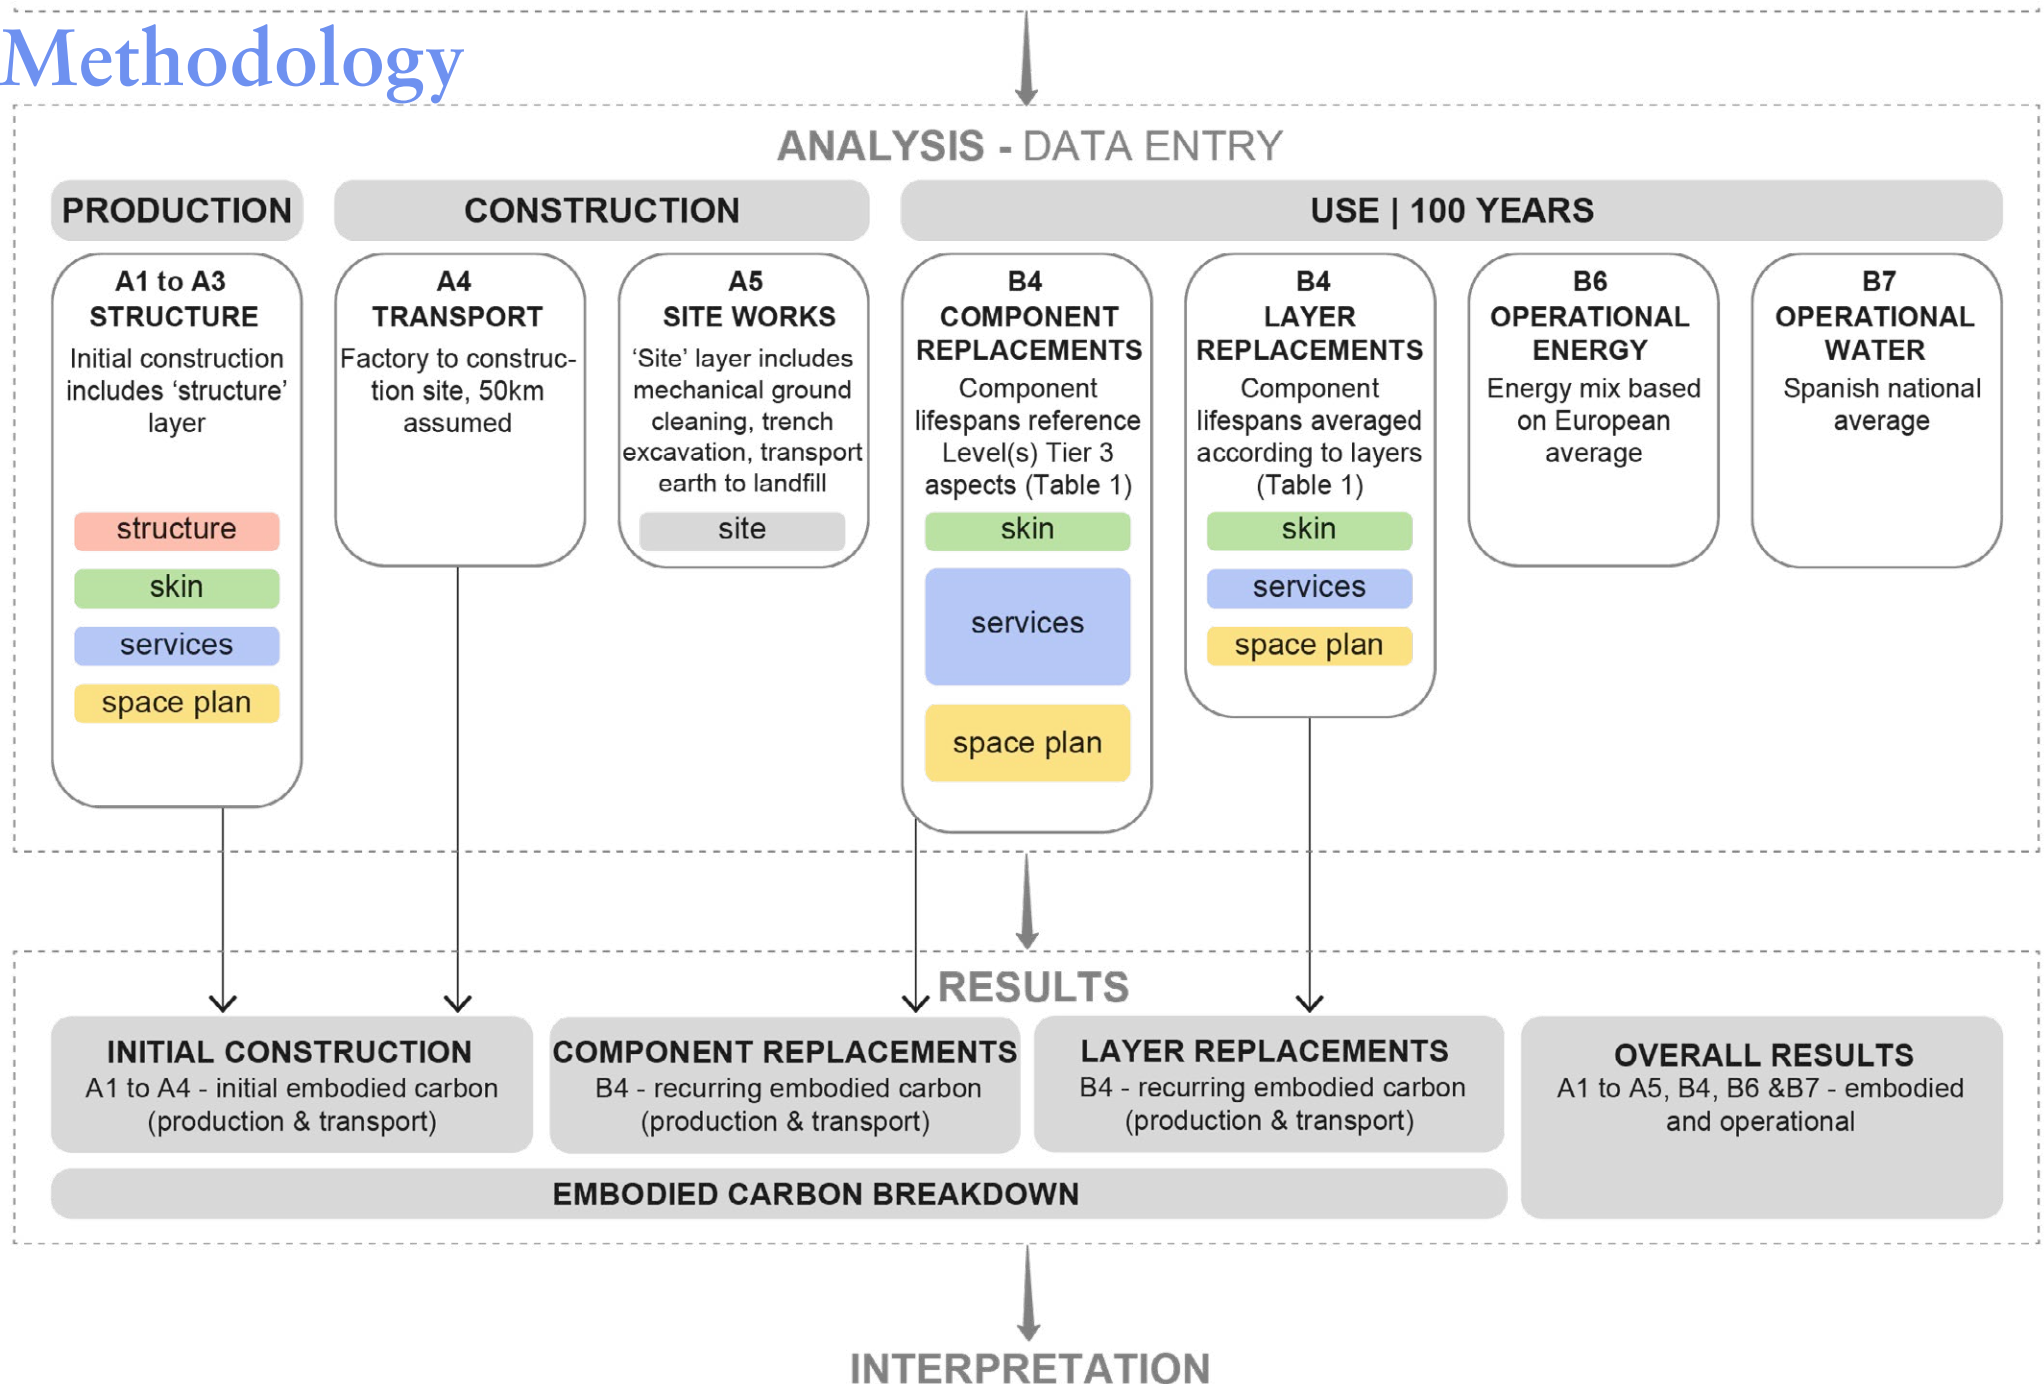 Methodology
ANALYSIS - DATA ENTRY
PRODUCTION
CONSTRUCTION
USE | 100 YEARS
A1 to A3
STRUCTURE
Initial construction
includes ‘structure’
layer
structure
skin
services
space plan
A4
TRANSPORT
Factory to construc-
tion site, 50km
assumed
A5
SITE WORKS
‘Site’ layer includes
mechanical ground
cleaning, trench
excavation, transport
earth to landfill
site
B4
COMPONENT
REPLACEMENTS
Component
lifespans reference
Level(s) Tier 3
aspects (Table 1)
skin
services
space plan
B4
LAYER
REPLACEMENTS
Component
lifespans averaged
according to layers
(Table 1)
skin
services
space plan
B6
OPERATIONAL
ENERGY
Energy mix based
on European
average
B7
OPERATIONAL
WATER
Spanish national
average
RESULTS
INITIAL CONSTRUCTION
A1 to A4 - initial embodied carbon
(production & transport)
COMPONENT REPLACEMENTS
B4 - recurring embodied carbon
(production & transport)
LAYER REPLACEMENTS
B4 - recurring embodied carbon
(production & transport)
OVERALL RESULTS
A1 to A5, B4, B6 &B7 - embodied
and operational
EMBODIED CARBON BREAKDOWN
INTERPRETATION